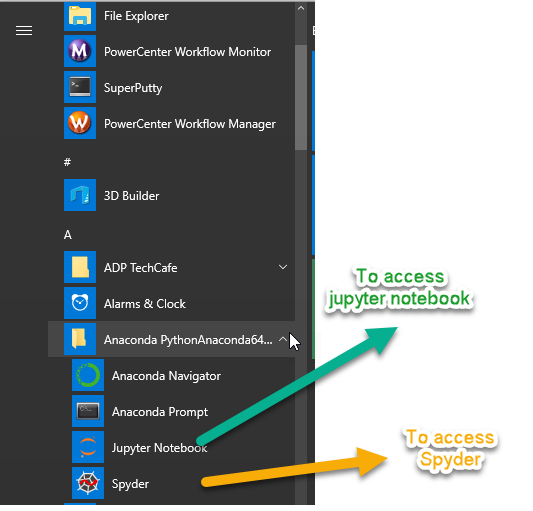 File Explorer
PowerCenter Workflow Monitor
SuperPutty
PowerCenter Workflow Manager
#
3D Builder
A
ADP TechCafe
Alarms & Clock
Anaconda PythonAnaconda64...
Anaconda Navigator
Anaconda Prompt
Jupyter Notebook
Spyder
To access
jupyter notebook
To access
Spyder